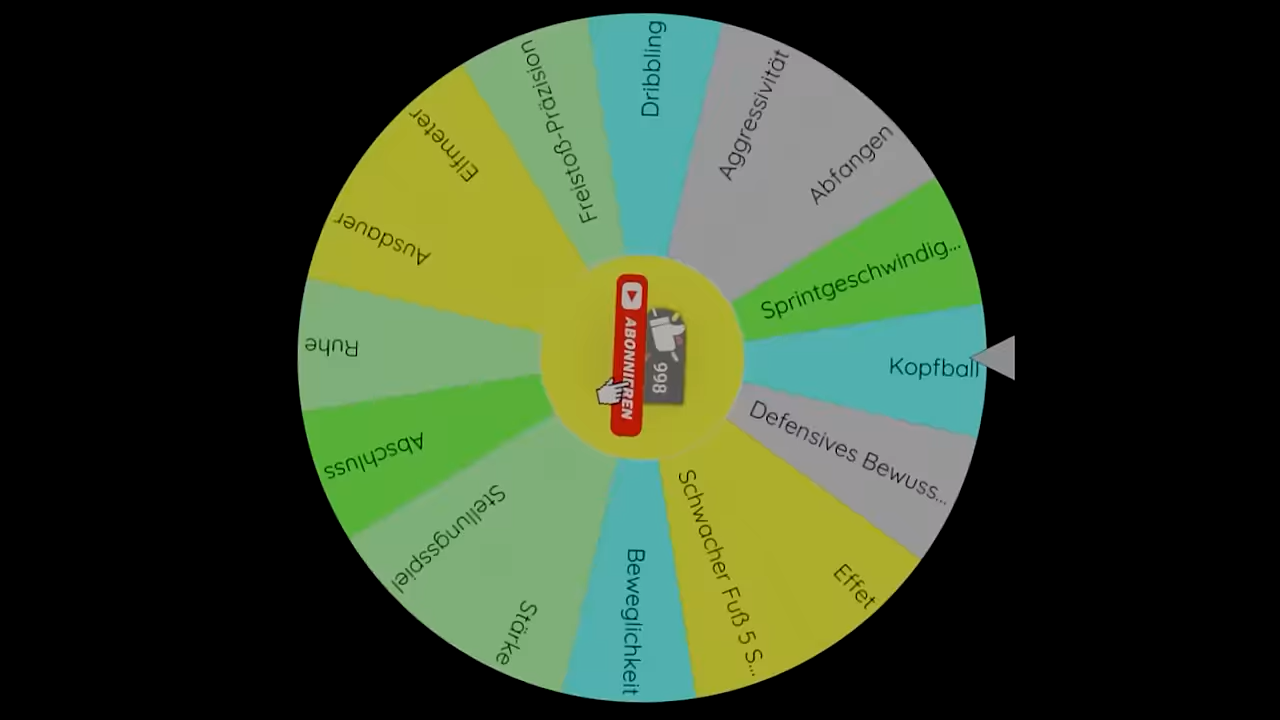 Dribbling
Aggressivität
Abfangen
Sprintgeschwindig...
Kopfball
Defensives Bewuss...
Effet
Schwacher Fuß 5 S...
Beweglichkeit
Stärke
Stellungsspiel
Abschluss
Ruhe
Ausdauer
Elfmeter
Freistoß-Präzision
ABONNIEREN
998